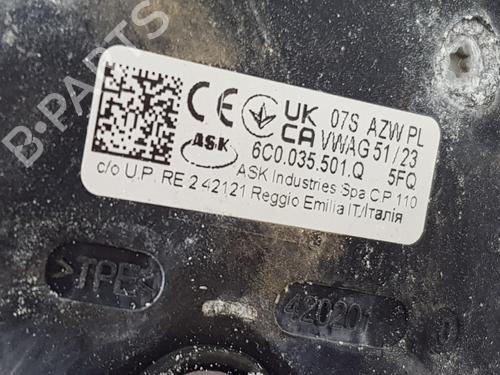 B-PARTS
07S AZW PL
CE UK CA VWAG 51/23
ASK 6C0.035.501.Q 5FQ
ASK Industries Spa C.P. 110
c/o U.P. RE 2 42121 Reggio Emilia IT/Італія
>TPE<
420201